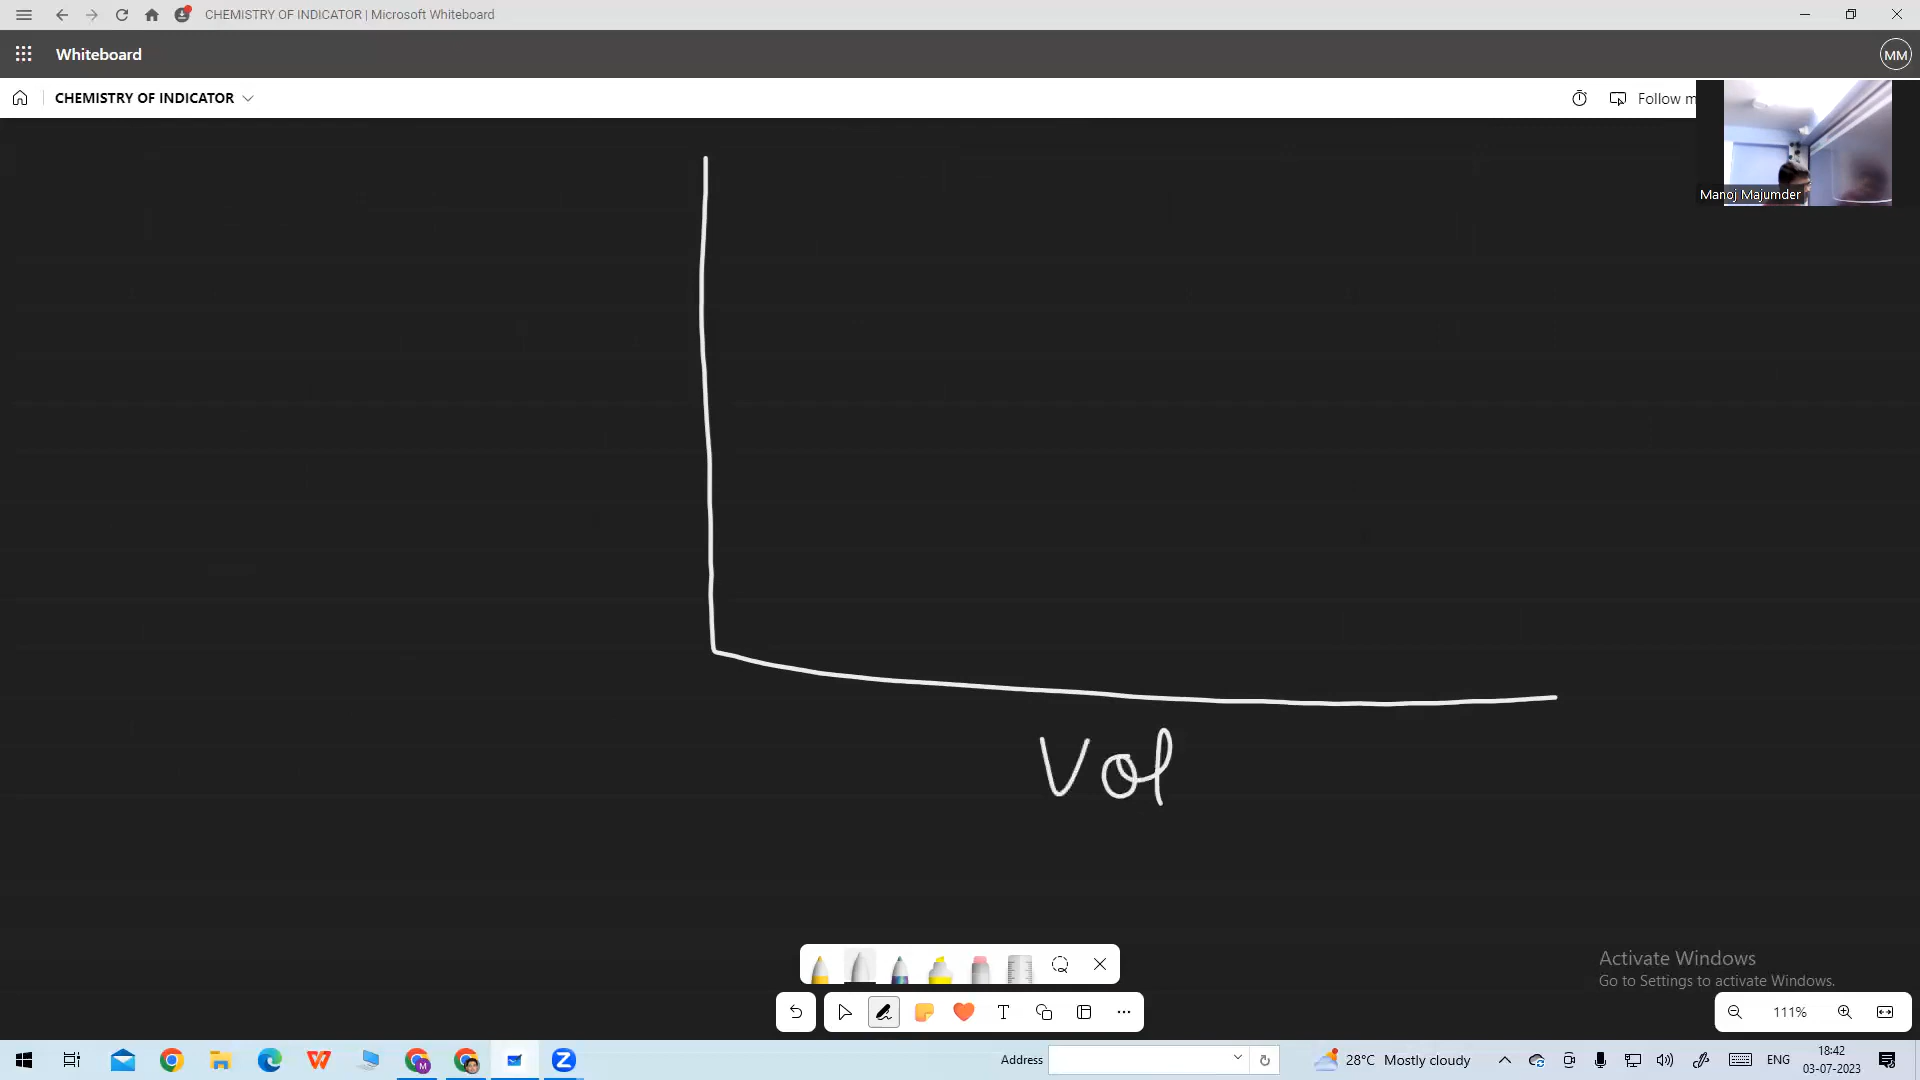 CHEMISTRY OF INDICATOR | Microsoft Whiteboard
Whiteboard
MM
CHEMISTRY OF INDICATOR
Follow m
Manoj Majumder
Vol
Activate Windows
Go to Settings to activate Windows.
111%
Address
28°C Mostly cloudy
ENG
18:42
03-07-2023